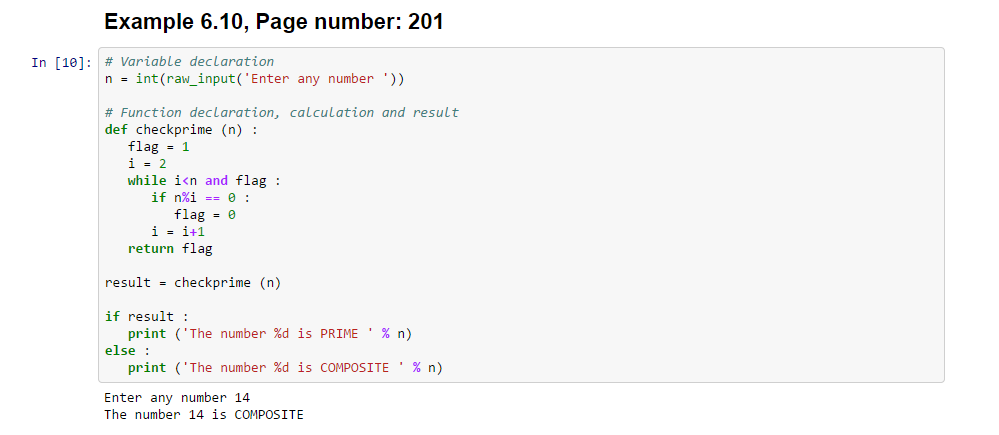 Example 6.10, Page number: 201
In [10]: # Variable declaration
n = int(raw_input('Enter any number '))
# Function declaration, calculation and result
def checkprime (n) :
   flag = 1
   i = 2
   while i<n and flag :
      if n%i == 0 :
         flag = 0
      i = i+1
   return flag
result = checkprime (n)
if result :
   print ('The number %d is PRIME ' % n)
else :
   print ('The number %d is COMPOSITE ' % n)
Enter any number 14
The number 14 is COMPOSITE